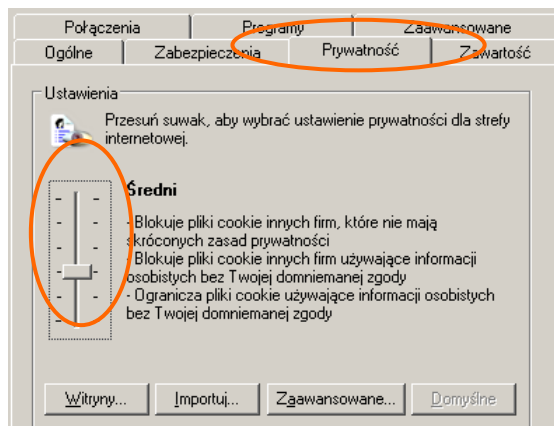 Połączenia Programy Zaawansowane
Ogólne Zabezpieczenia Prywatność Zawartość
Ustawienia
Przesuń suwak, aby wybrać ustawienie prywatności dla strefy
internetowej.
Średni
- Blokuje pliki cookie innych firm, które nie mają
skróconych zasad prywatności
- Blokuje pliki cookie innych firm używające informacji
osobistych bez Twojej domniemanej zgody
- Ogranicza pliki cookie używające informacji osobistych
bez Twojej domniemanej zgody
Witryny... Importuj... Zaawansowane... Domyślne